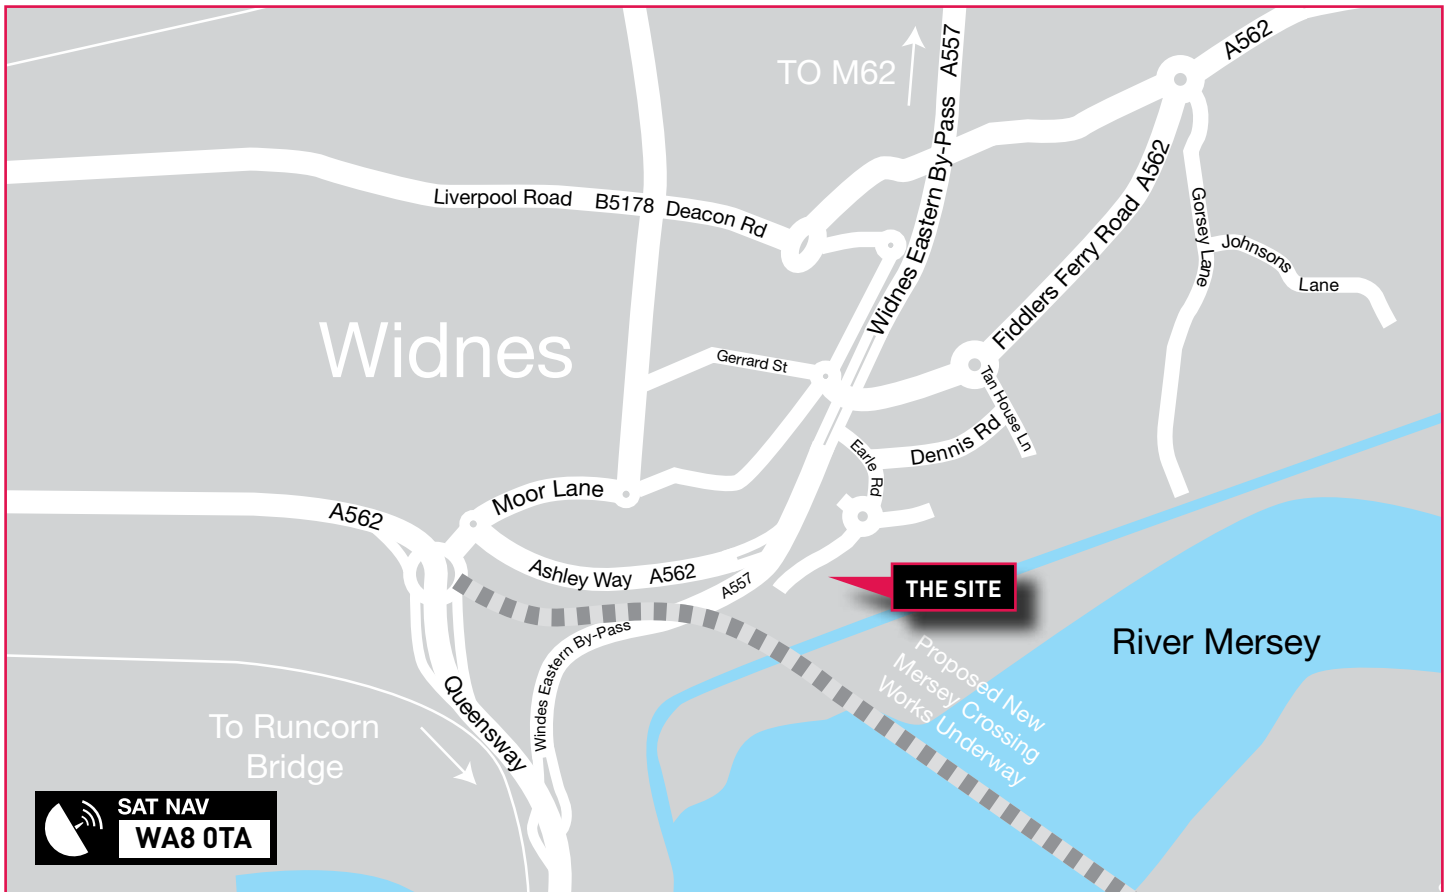 A562
A557
TO M62
Widnes Eastern By-Pass
A562
Fiddlers Ferry Road
Liverpool Road
B5178
Deacon Rd
Gorsey Lane
Johnsons
Lane
Widnes
Gerrard St
Tan House Ln
Dennis Rd
Earle Rd
Moor Lane
A562
Ashley Way
A562
A557
THE SITE
Windes Eastern By-Pass
River Mersey
Proposed New
Mersey Crossing
Works Underway
Queensway
To Runcorn
Bridge
SAT NAV
WA8 0TA